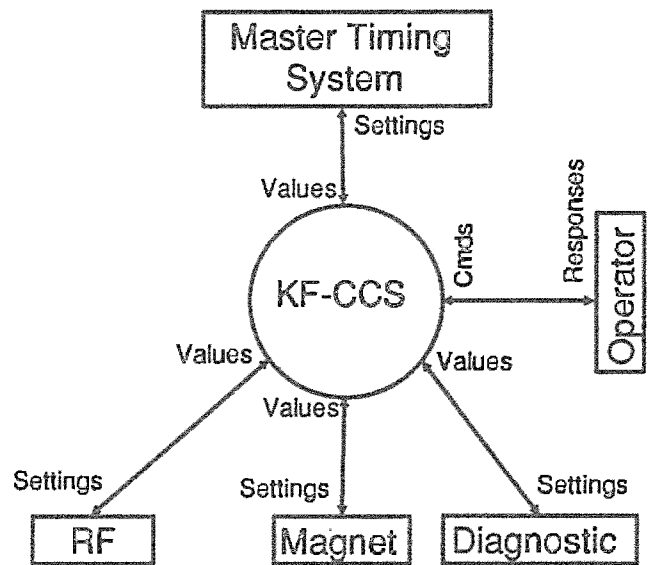 Master Timing
System
Settings
Values
Responses
Cmds
KF-CCS
Operator
Values
Values
Values
Settings
Settings
Settings
RF
Magnet
Diagnostic